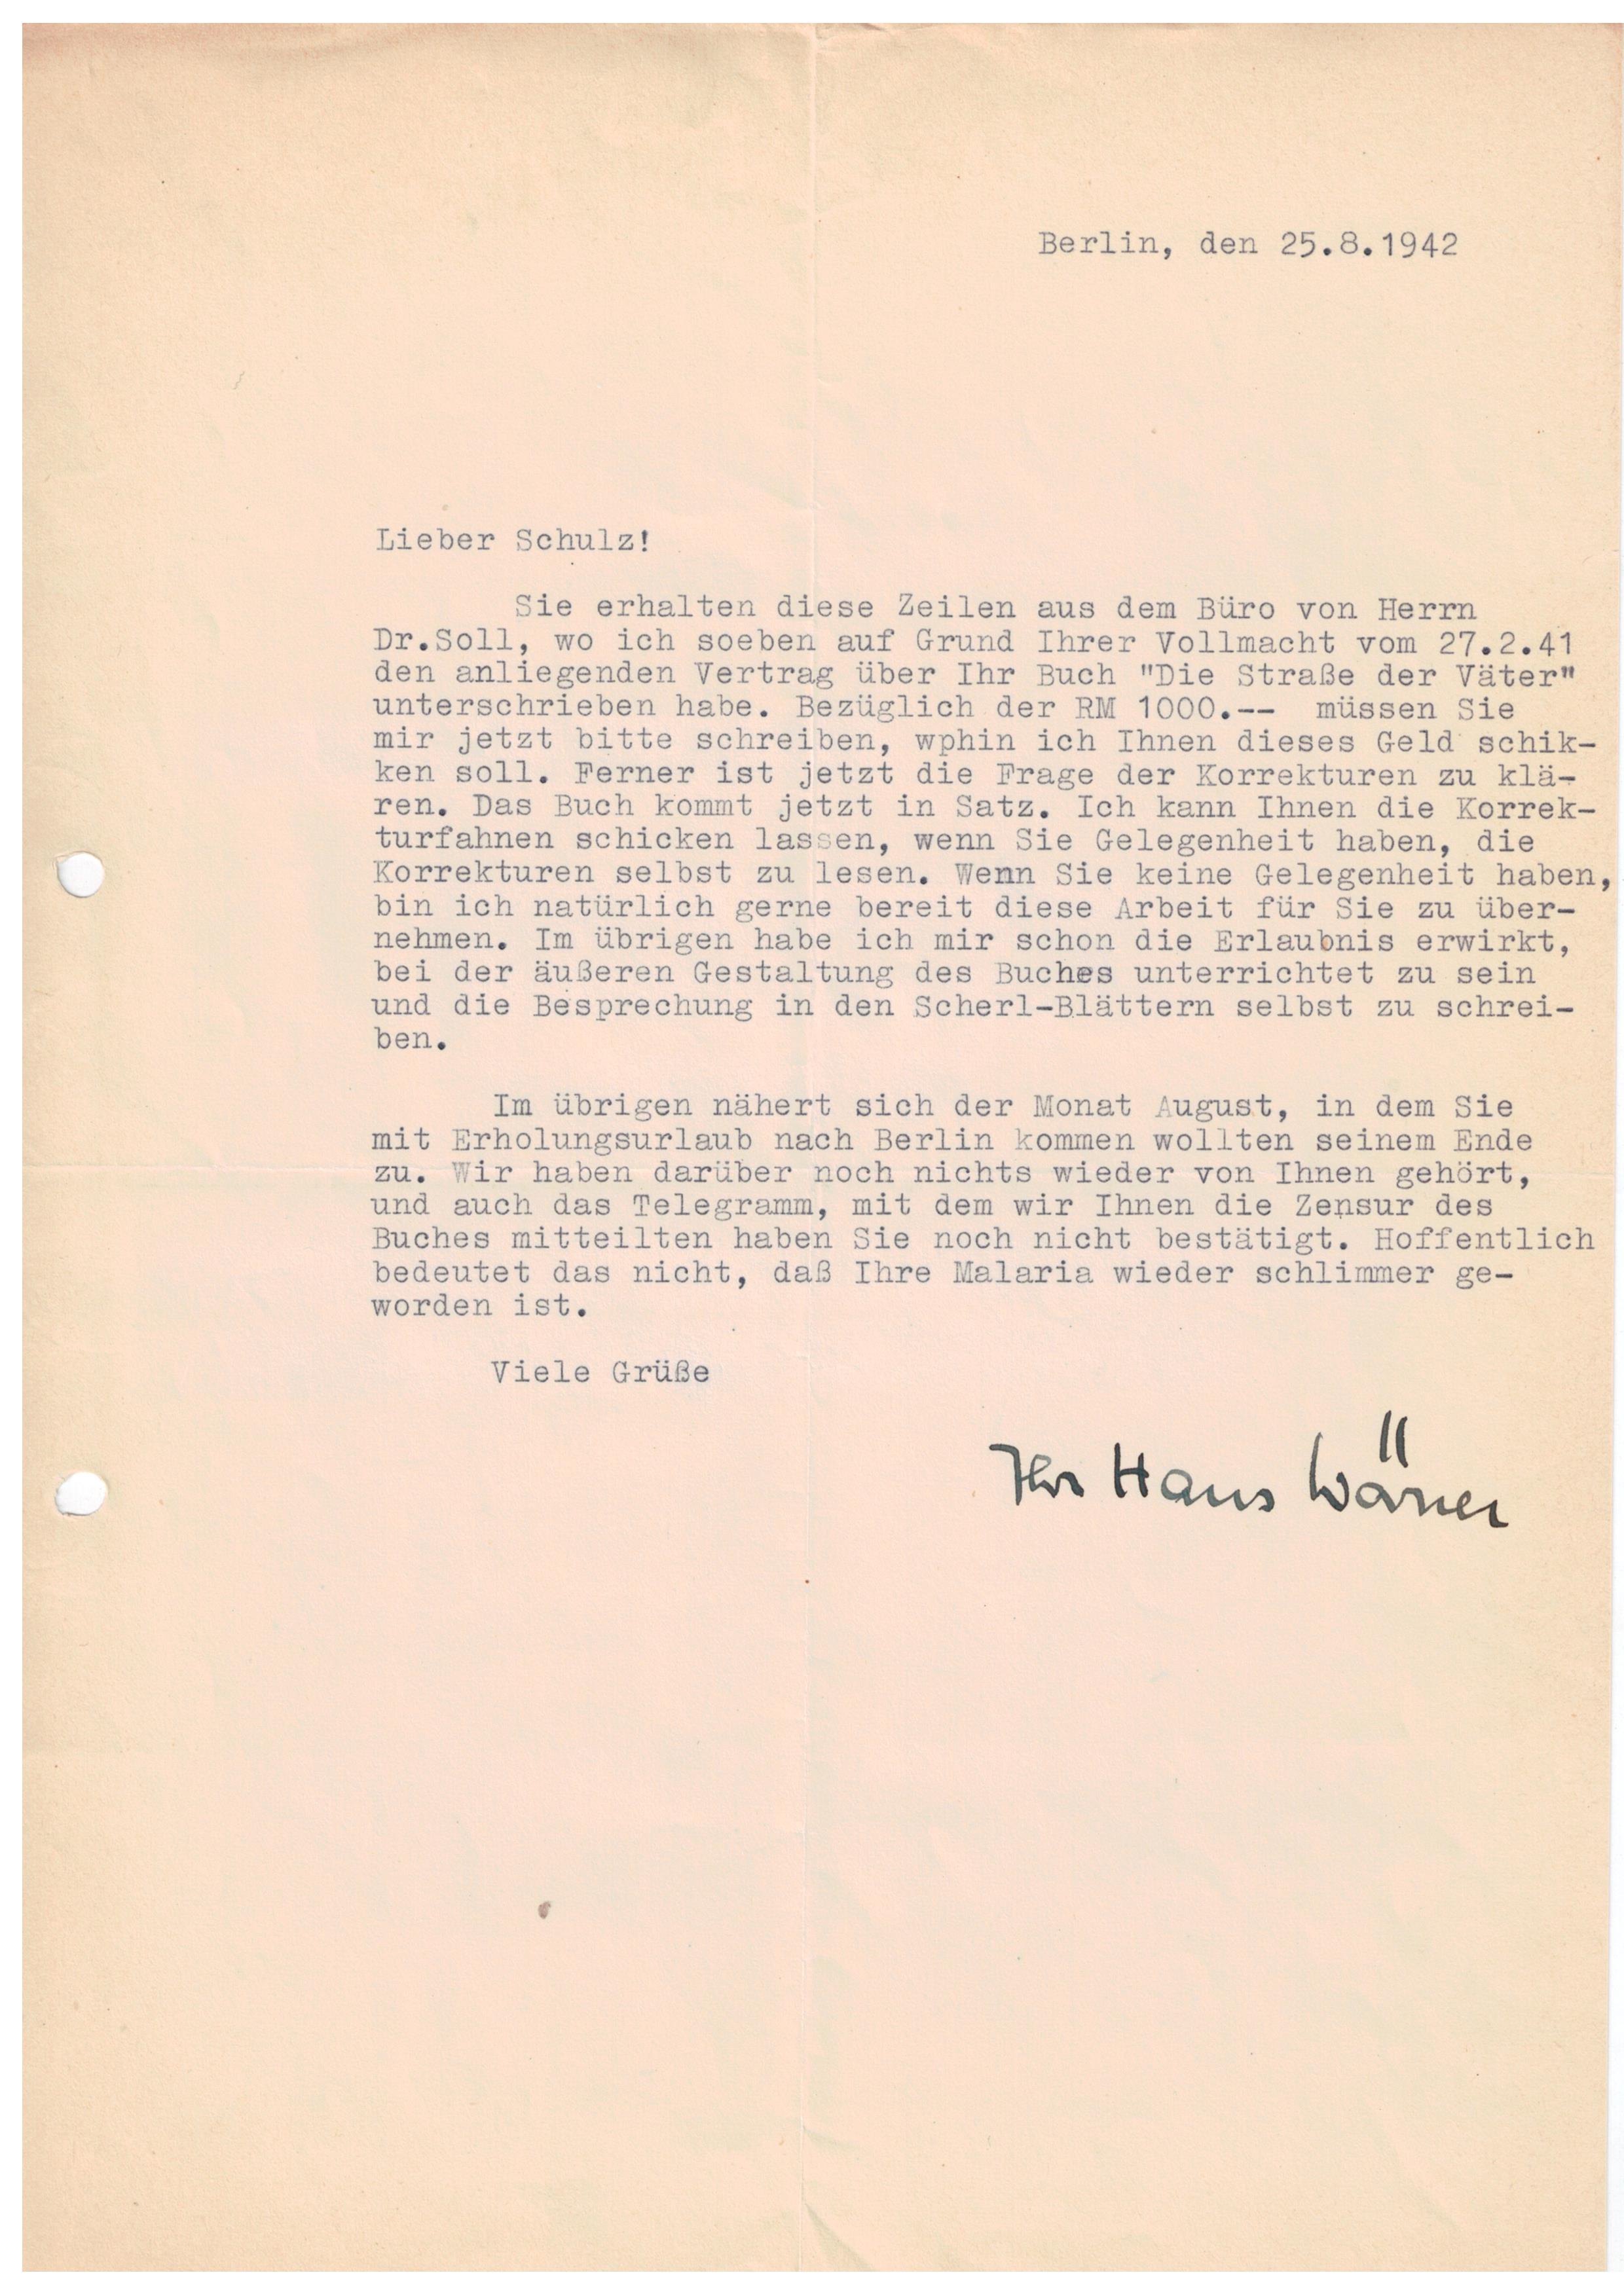 Berlin, den 25.8.1942
Lieber Schulz!
Sie erhalten diese Zeilen aus dem Büro von Herrn
Dr.Soll, wo ich soeben auf Grund Ihrer Vollmacht vom 27.2.41
den anliegenden Vertrag über Ihr Buch "Die Straße der Väter"
unterschrieben habe. Bezüglich der RM 1000.-- müssen Sie
mir jetzt bitte schreiben, wphin ich Ihnen dieses Geld schik-
ken soll. Ferner ist jetzt die Frage der Korrekturen zu klä-
ren. Das Buch kommt jetzt in Satz. Ich kann Ihnen die Korrek-
turfahnen schicken lassen, wenn Sie Gelegenheit haben, die
Korrekturen selbst zu lesen. Wenn Sie keine Gelegenheit haben,
bin ich natürlich gerne bereit diese Arbeit für Sie zu über-
nehmen. Im übrigen habe ich mir schon die Erlaubnis erwirkt,
bei der äußeren Gestaltung des Buches unterrichtet zu sein
und die Besprechung in den Scherl-Blättern selbst zu schrei-
ben.
Im übrigen nähert sich der Monat August, in dem Sie
mit Erholungsurlaub nach Berlin kommen wollten seinem Ende
zu. Wir haben darüber noch nichts wieder von Ihnen gehört,
und auch das Telegramm, mit dem wir Ihnen die Zensur des
Buches mitteilten haben Sie noch nicht bestätigt. Hoffentlich
bedeutet das nicht, daß Ihre Malaria wieder schlimmer ge-
worden ist.
Viele Grüße
Ihr Hans Wärner